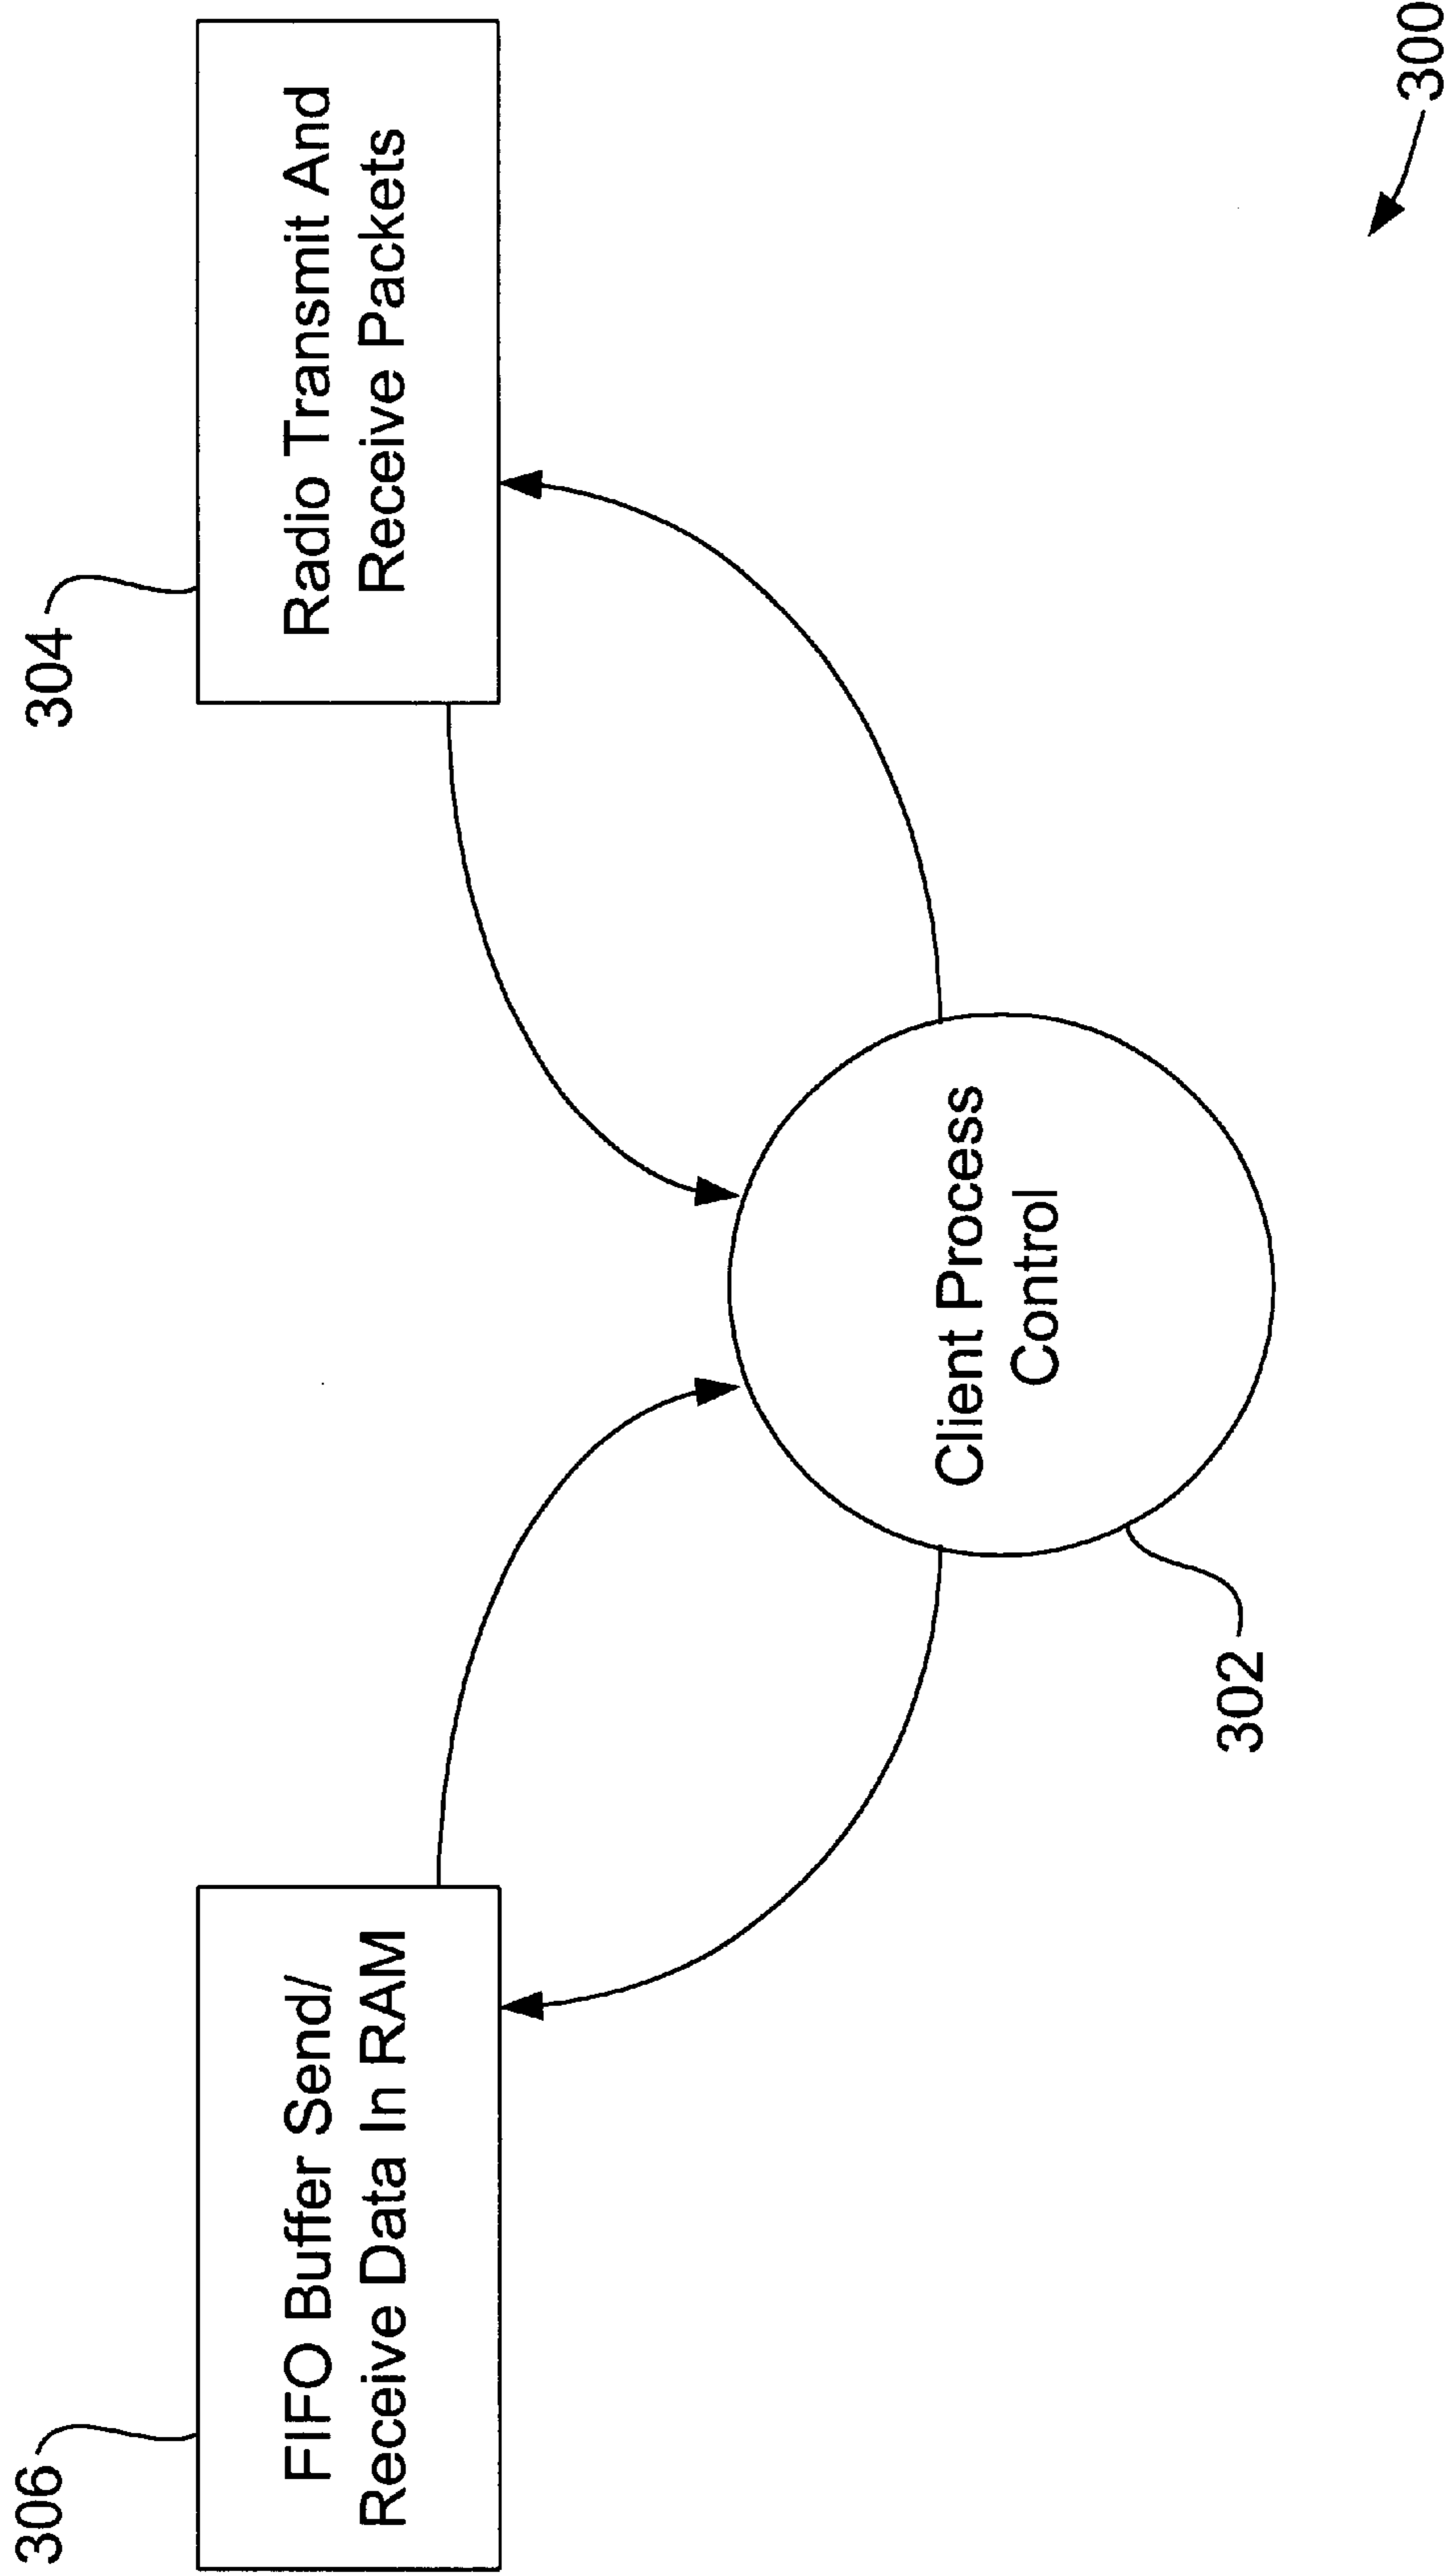 306
FIFO Buffer Send/
Receive Data In RAM
304
Radio Transmit And
Receive Packets
Client Process
Control
302
300